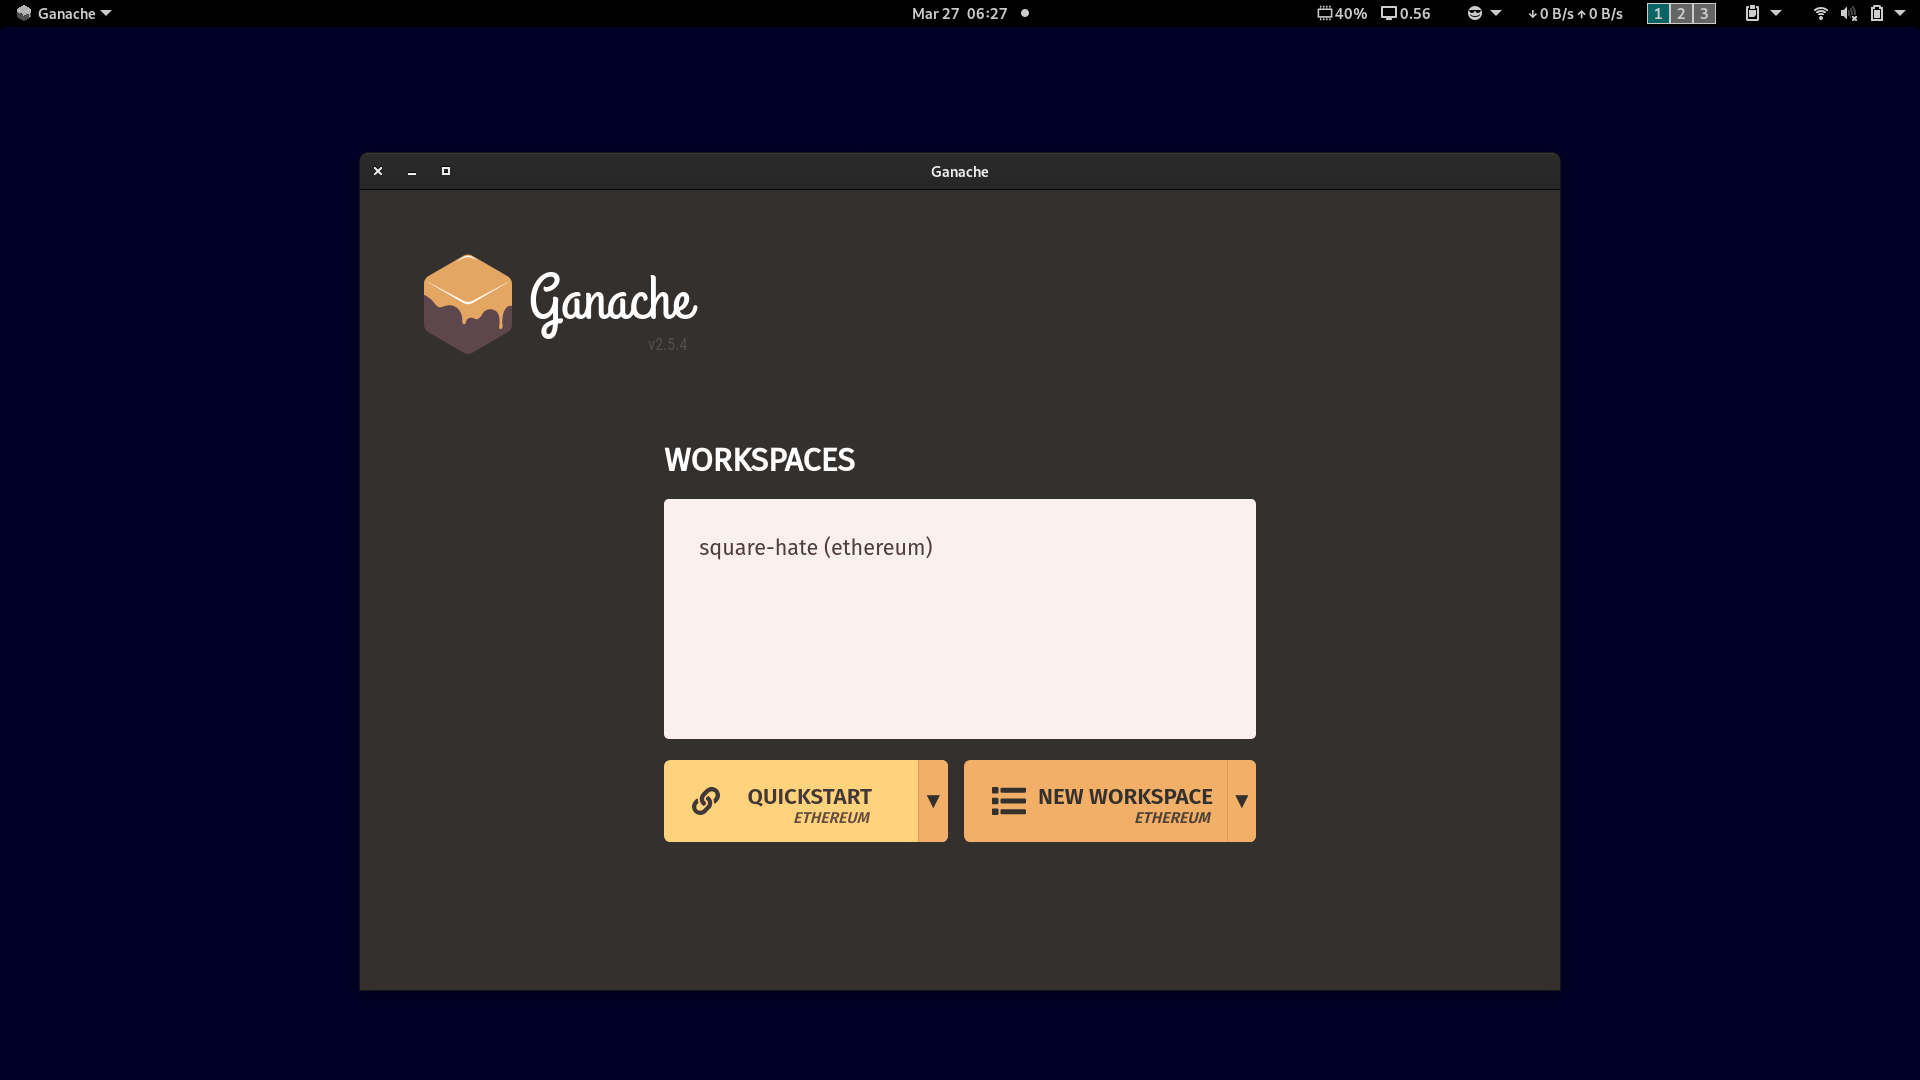 Ganache
Mar 27 06:27
40% 0.56
↓0 B/s ↑0 B/s
1 2 3
Ganache
Ganache
v2.5.4
WORKSPACES
square-hate (ethereum)
QUICKSTART
ETHEREUM
NEW WORKSPACE
ETHEREUM